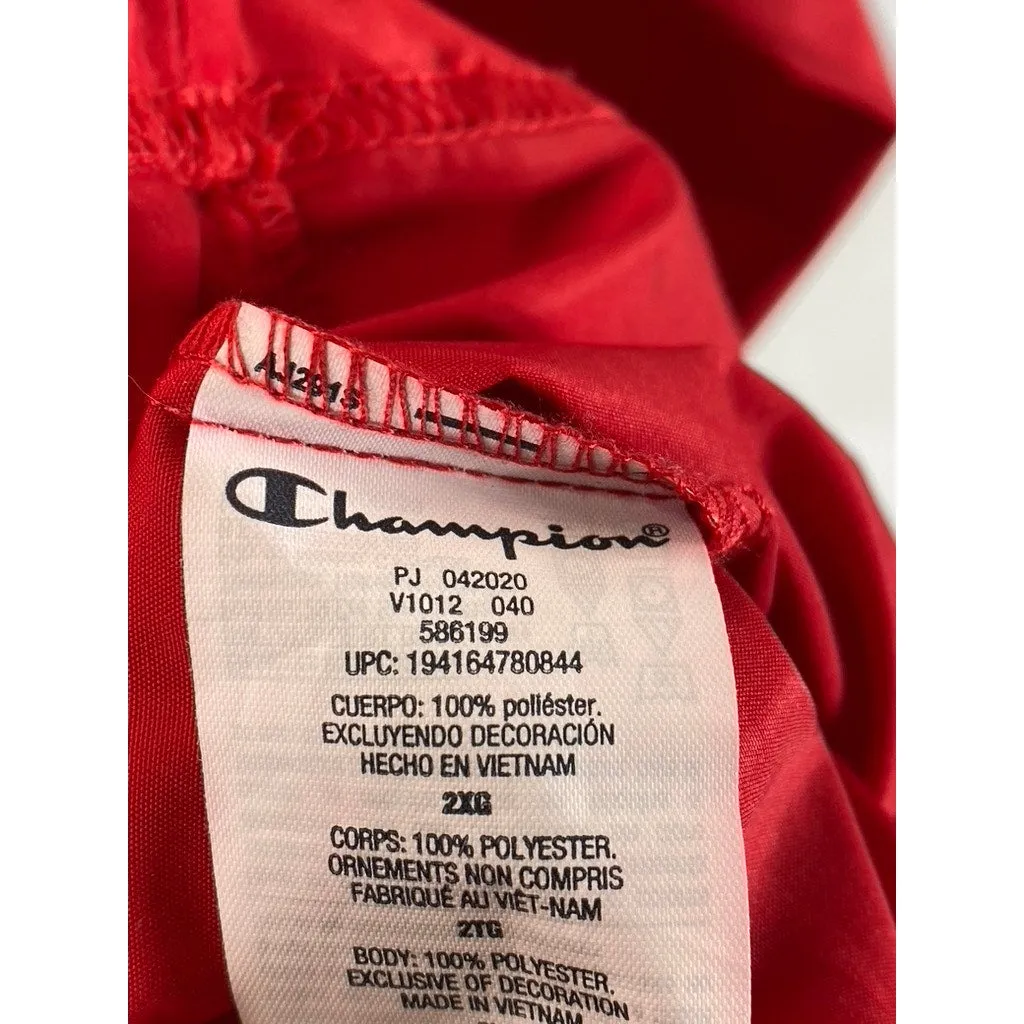 Champion®
PJ 042020
V1012 040
586199
UPC: 194164780844
CUERPO: 100% poliéster.
EXCLUYENDO DECORACIÓN
HECHO EN VIETNAM
2XG
CORPS: 100% POLYESTER.
ORNEMENTS NON COMPRIS
FABRIQUÉ AU VIÊT-NAM
2TG
BODY: 100% POLYESTER.
EXCLUSIVE OF DECORATION
MADE IN VIETNAM